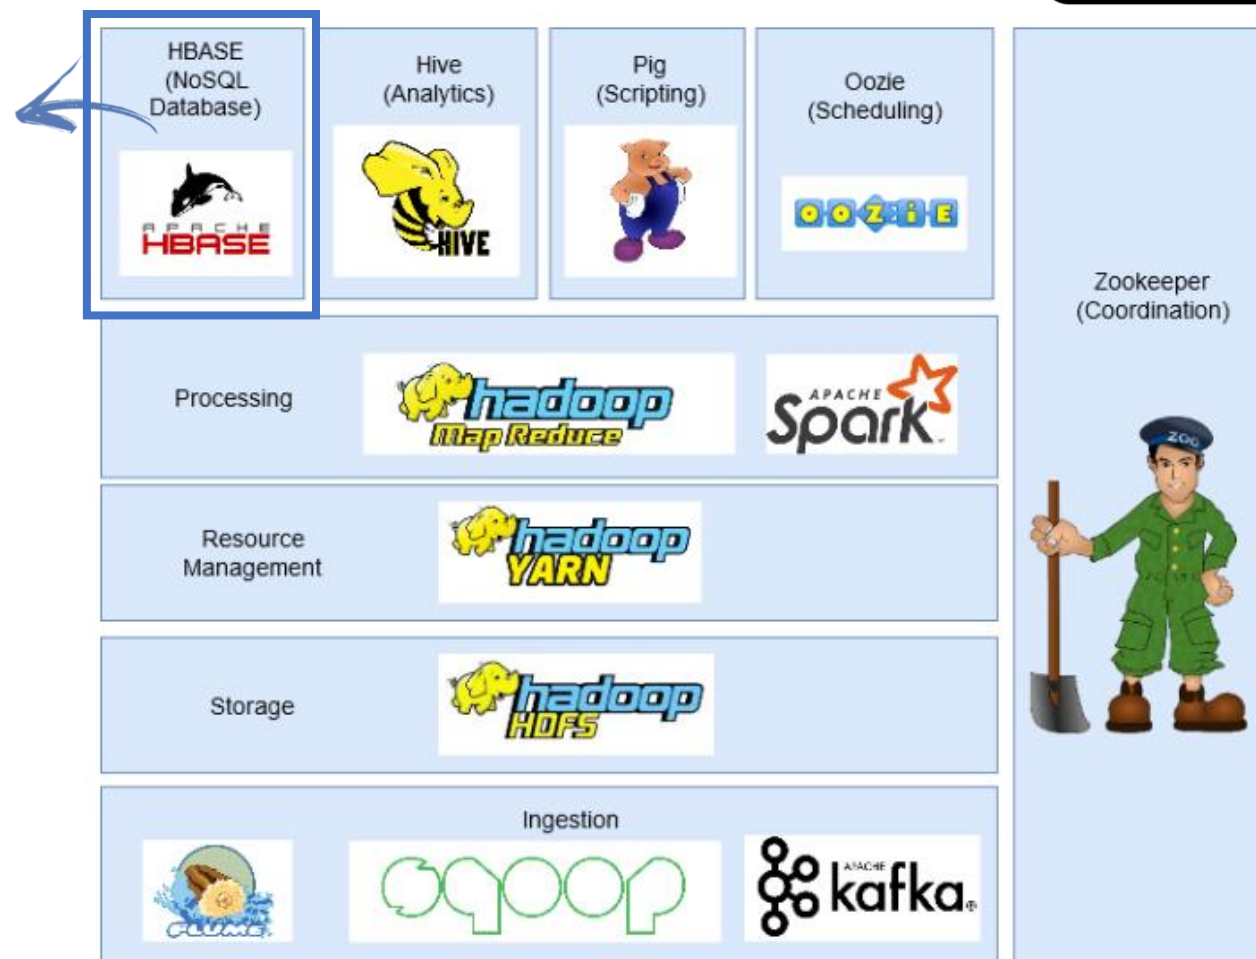 HBASE
(NoSQL
Database)
APACHE
HBASE
Hive
(Analytics)
HIVE
Pig
(Scripting)
Oozie
(Scheduling)
OOZiE
Zookeeper
(Coordination)
ZOO
Processing
hadoop
Map Reduce
APACHE
Spark
Resource
Management
hadoop
YARN
Storage
hadoop
HDFS
Ingestion
FLUME
sqoop
APACHE
kafka®